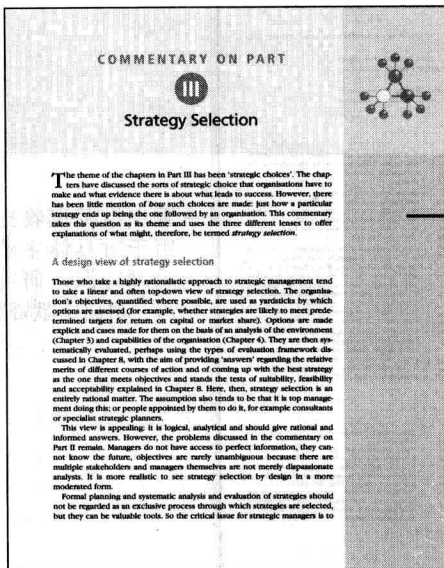 COMMENTARY ON PART
III
Strategy Selection
The theme of the chapters in Part III has been 'strategic choices'. The chap-
ters have discussed the sorts of strategic choice that organisations have to
make and what evidence there is about what leads to success. However, there
has been little mention of how such choices are made: just how a particular
strategy ends up being the one followed by an organisation. This commentary
takes this question as its theme and uses the three different lenses to offer
explanations of what might, therefore, be termed strategy selection.
A design view of strategy selection
Those who take a highly rationalistic approach to strategic management tend
to take a linear and often top-down view of strategy selection. The organisa-
tion's objectives, quantified where possible, are used as yardsticks by which
options are assessed (for example, whether strategies are likely to meet prede-
termined targets for return on capital or market share). Options are made
explicit and cases made for them on the basis of an analysis of the environment
(Chapter 3) and capabilities of the organisation (Chapter 4). They are then sys-
tematically evaluated, perhaps using the types of evaluation framework dis-
cussed in Chapter 8, with the aim of providing 'answers' regarding the relative
merits of different courses of action and of coming up with the best strategy
as the one that meets objectives and stands the tests of suitability, feasibility
and acceptability explained in Chapter 8. Here, then, strategy selection is an
entirely rational matter. The assumption also tends to be that it is top manage-
ment doing this; or people appointed by them to do it, for example consultants
or specialist strategic planners.
This view is appealing: it is logical, analytical and should give rational and
informed answers. However, the problems discussed in the commentary on
Part II remain. Managers do not have access to perfect information, they can-
not know the future, objectives are rarely unambiguous because there are
multiple stakeholders and managers themselves are not merely dispassionate
analysts. It is more realistic to see strategy selection by design in a more
moderated form.
Formal planning and systematic analysis and evaluation of strategies should
not be regarded as an exclusive process through which strategies are selected,
but they can be valuable tools. So the critical issue for strategic managers is to